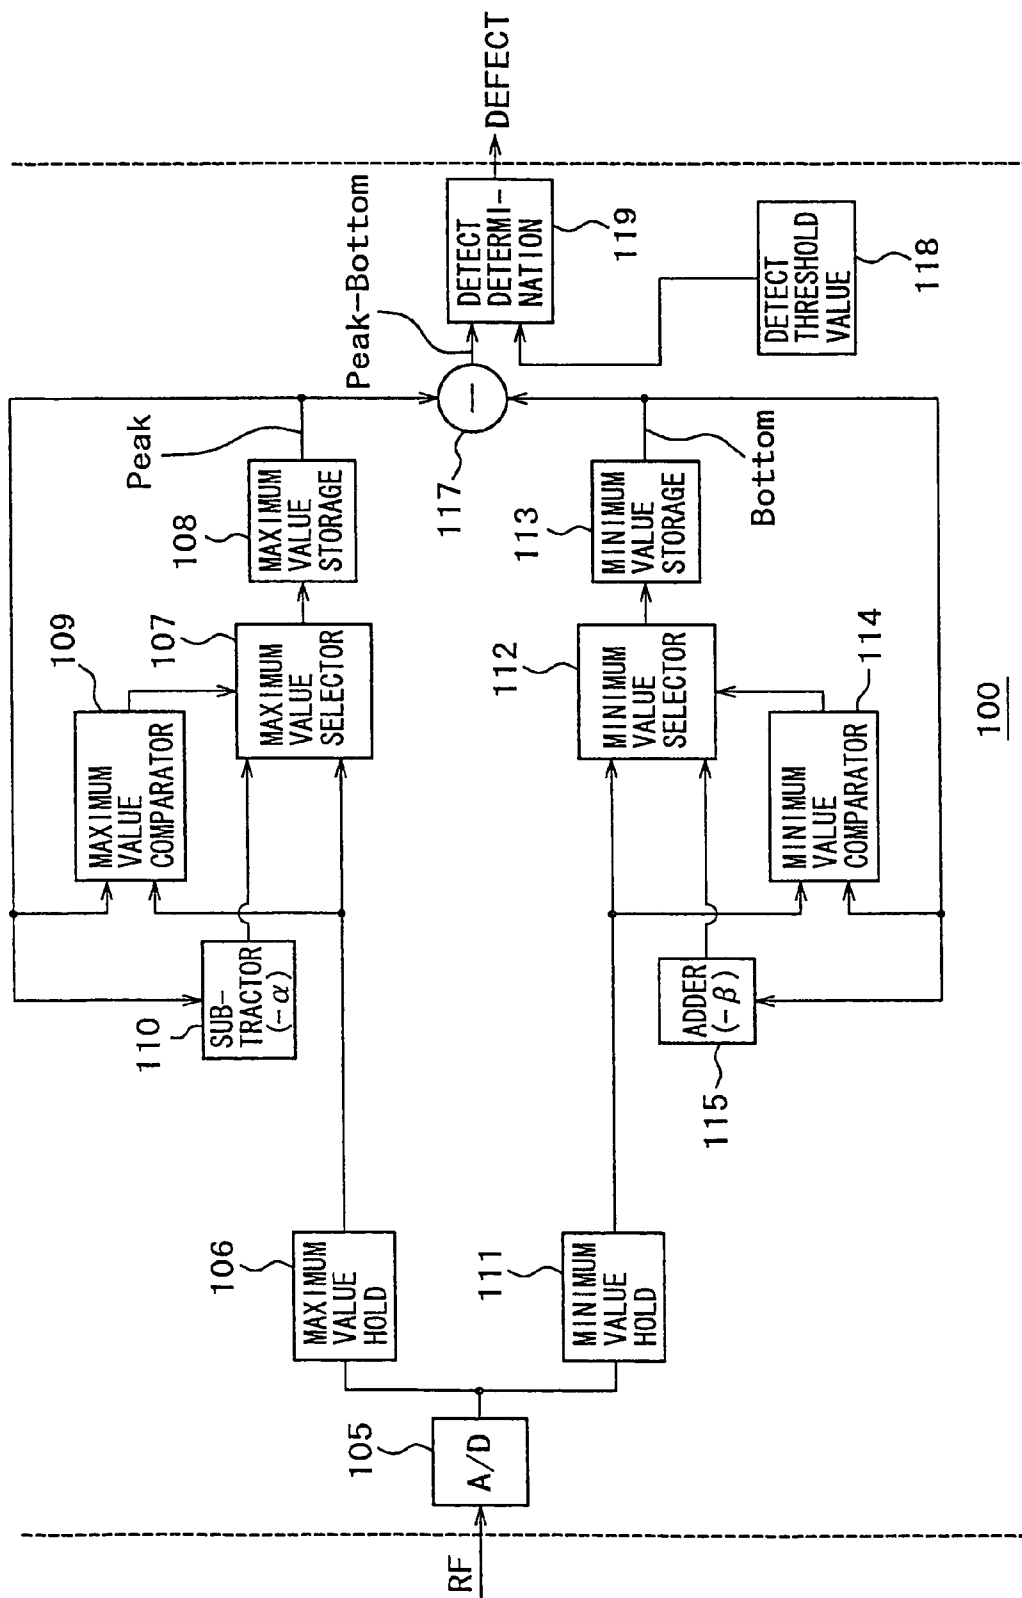 RF
A/D
105
MAXIMUM
VALUE
HOLD
106
MINIMUM
VALUE
HOLD
111
SUB-
TRACTOR
(-α)
110
MAXIMUM
VALUE
COMPARATOR
109
MAXIMUM
VALUE
SELECTOR
107
MAXIMUM
VALUE
STORAGE
108
Peak
ADDER
(-β)
115
MINIMUM
VALUE
SELECTOR
112
MINIMUM
VALUE
COMPARATOR
114
MINIMUM
VALUE
STORAGE
113
Bottom
−
117
Peak-Bottom
DETECT
DETERMI-
NATION
119
DETECT
THRESHOLD
VALUE
118
DEFECT
100